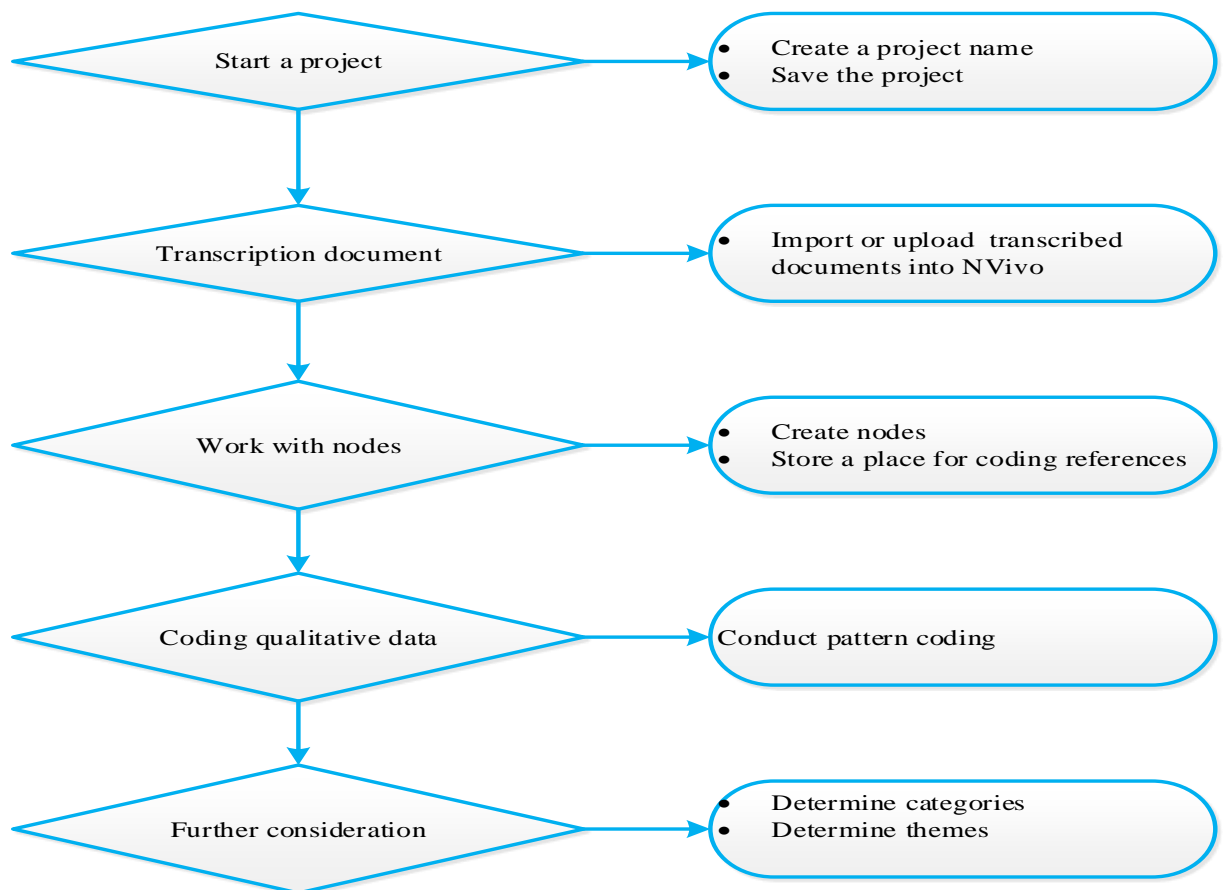 Start a project
• Create a project name
• Save the project
Transcription document
• Import or upload transcribed
documents into NVivo
Work with nodes
• Create nodes
• Store a place for coding references
Coding qualitative data
Conduct pattern coding
Further consideration
• Determine categories
• Determine themes